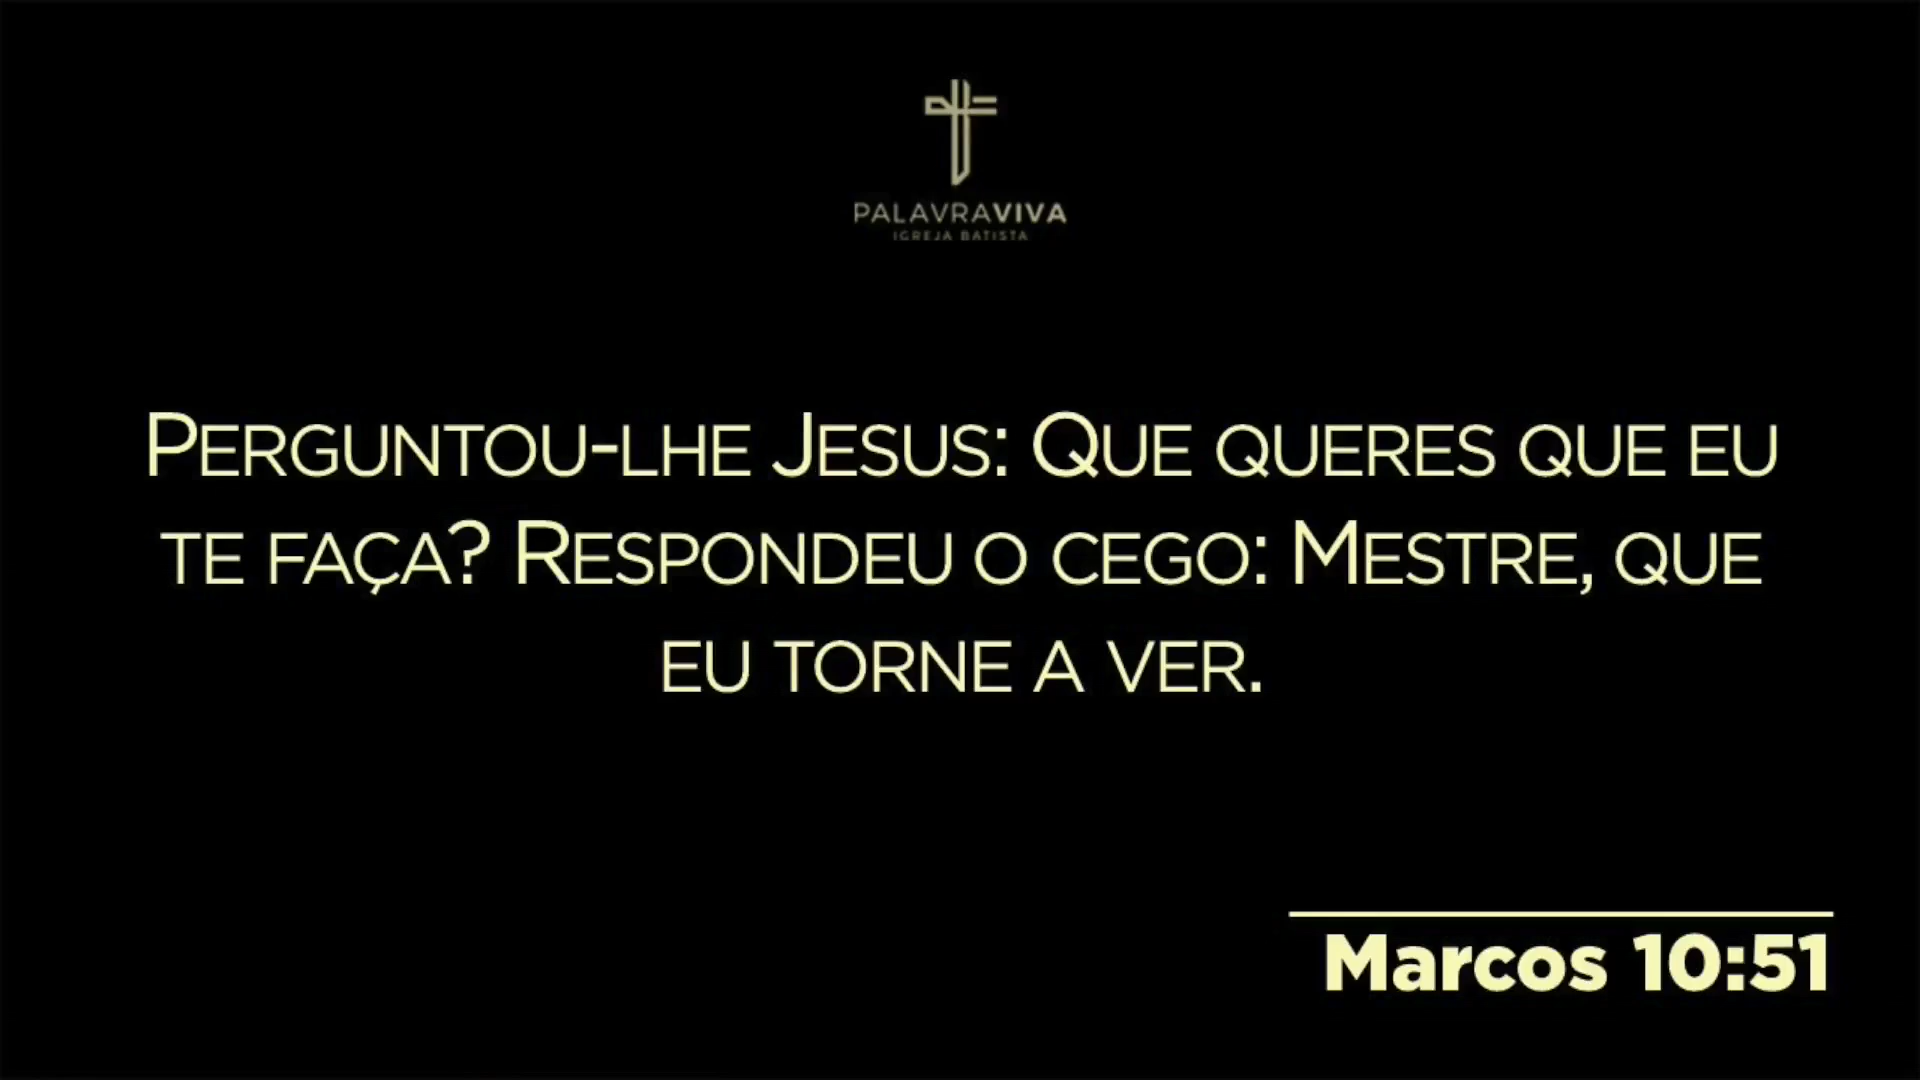 PALAVRAVIVA
IGREJA BATISTA
PERGUNTOU-LHE JESUS: QUE QUERES QUE EU
TE FAÇA? RESPONDEU O CEGO: MESTRE, QUE
EU TORNE A VER.
Marcos 10:51